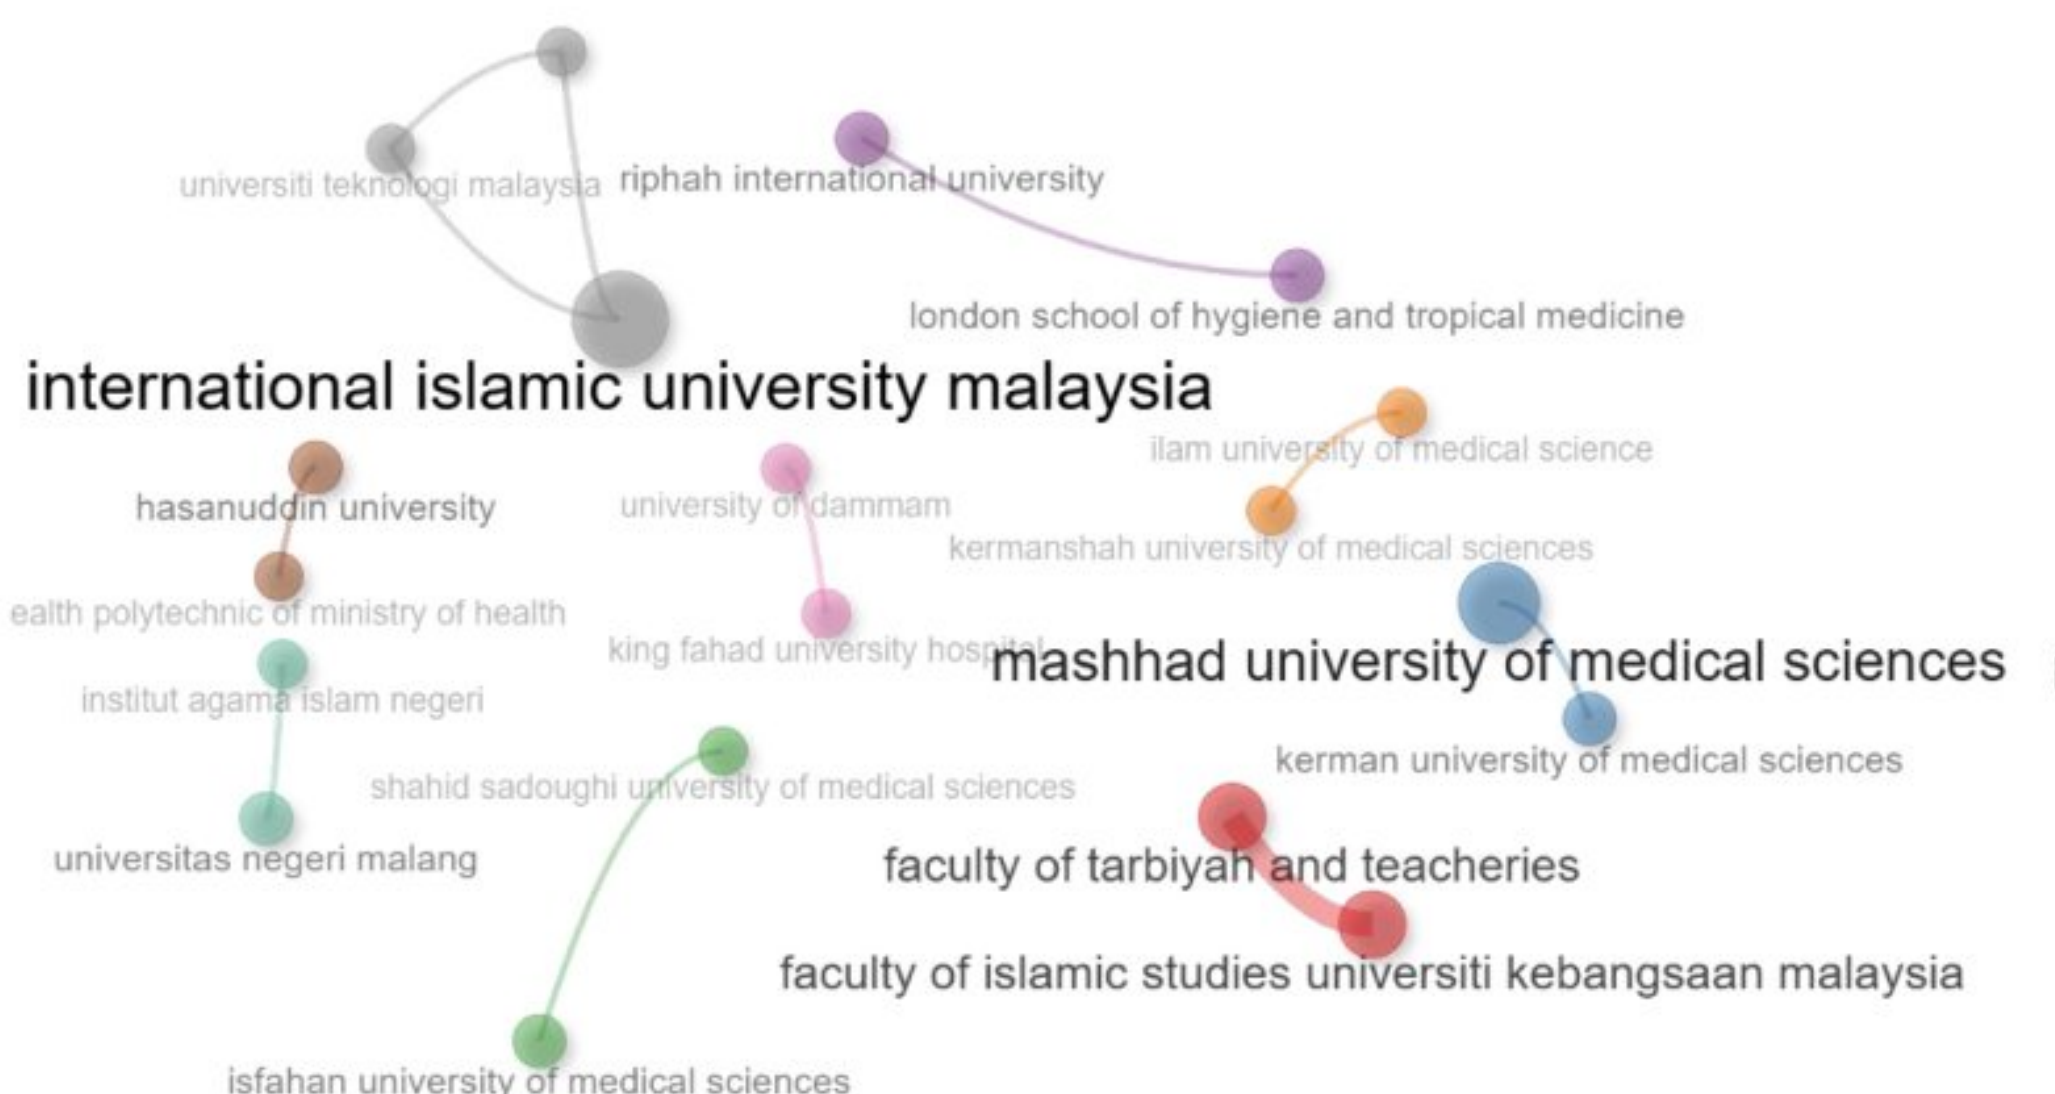 universiti teknologi malaysia
riphah international university
london school of hygiene and tropical medicine
international islamic university malaysia
ilam university of medical science
hasanuddin university
university of dammam
kermanshah university of medical sciences
ealth polytechnic of ministry of health
king fahad university hospital
mashhad university of medical sciences
institut agama islam negeri
kerman university of medical sciences
shahid sadoughi university of medical sciences
universitas negeri malang
faculty of tarbiyah and teacheries
faculty of islamic studies universiti kebangsaan malaysia
isfahan university of medical sciences